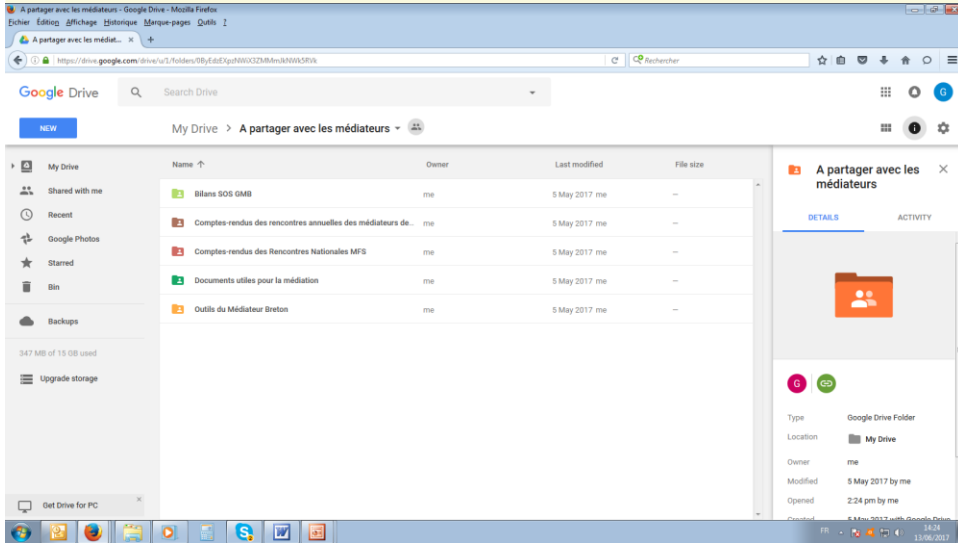 A partager avec les médiateurs - Google Drive - Mozilla Firefox
Fichier Édition Affichage Historique Marque-pages Outils ?
A partager avec les médiat... × +
Rechercher
Google Drive Search Drive G
NEW My Drive > A partager avec les médiateurs
My Drive
Shared with me
Recent
Google Photos
Starred
Bin
Backups
347 MB of 15 GB used
Upgrade storage
Get Drive for PC ×
Name ↑ Owner Last modified File size
Bilans SOS GMB me 5 May 2017 me —
Comptes-rendus des rencontres annuelles des médiateurs de... me 5 May 2017 me —
Comptes-rendus des Rencontres Nationales MFS me 5 May 2017 me —
Documents utiles pour la médiation me 5 May 2017 me —
Outils du Médiateur Breton me 5 May 2017 me —
A partager avec les
médiateurs
DETAILS ACTIVITY
G
Type Google Drive Folder
Location My Drive
Owner me
Modified 5 May 2017 by me
Opened 2:24 pm by me
Created 5 May 2017 with Google Drive
FR 14:24
13/06/2017